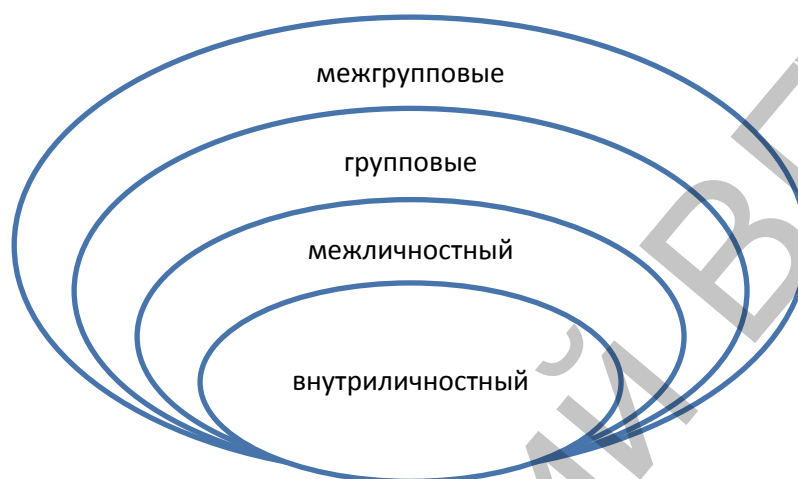 межгрупповые
групповые
межличностный
внутриличностный